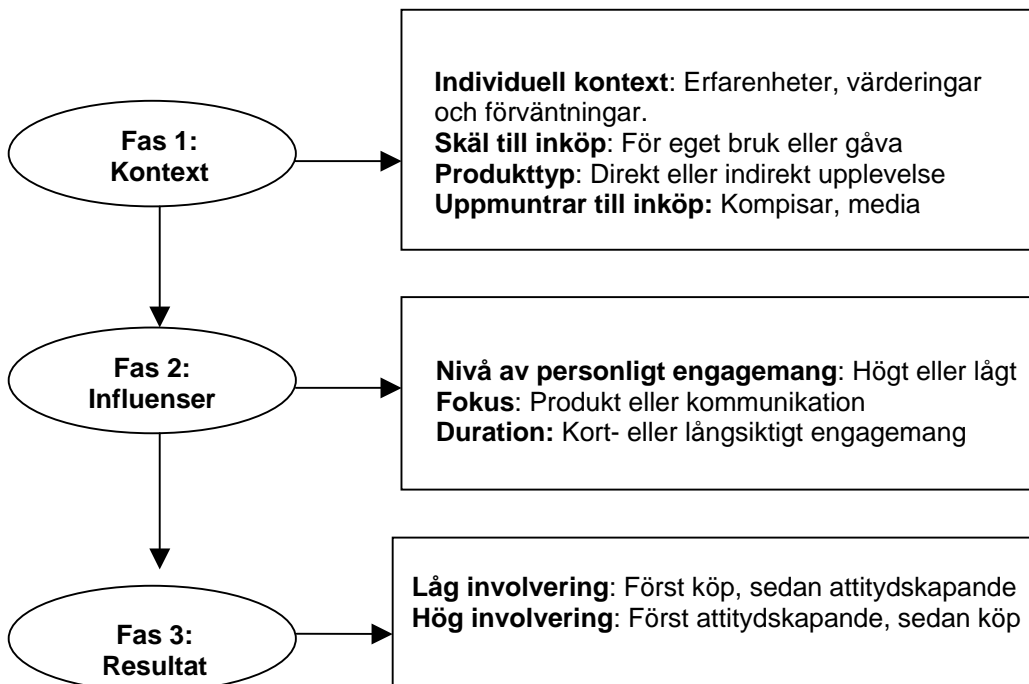 Fas 1:
Kontext
Individuell kontext: Erfarenheter, värderingar
och förväntningar.
Skäl till inköp: För eget bruk eller gåva
Produkttyp: Direkt eller indirekt upplevelse
Uppmuntrar till inköp: Kompisar, media
Fas 2:
Influenser
Nivå av personligt engagemang: Högt eller lågt
Fokus: Produkt eller kommunikation
Duration: Kort- eller långsiktigt engagemang
Fas 3:
Resultat
Låg involvering: Först köp, sedan attitydskapande
Hög involvering: Först attitydskapande, sedan köp